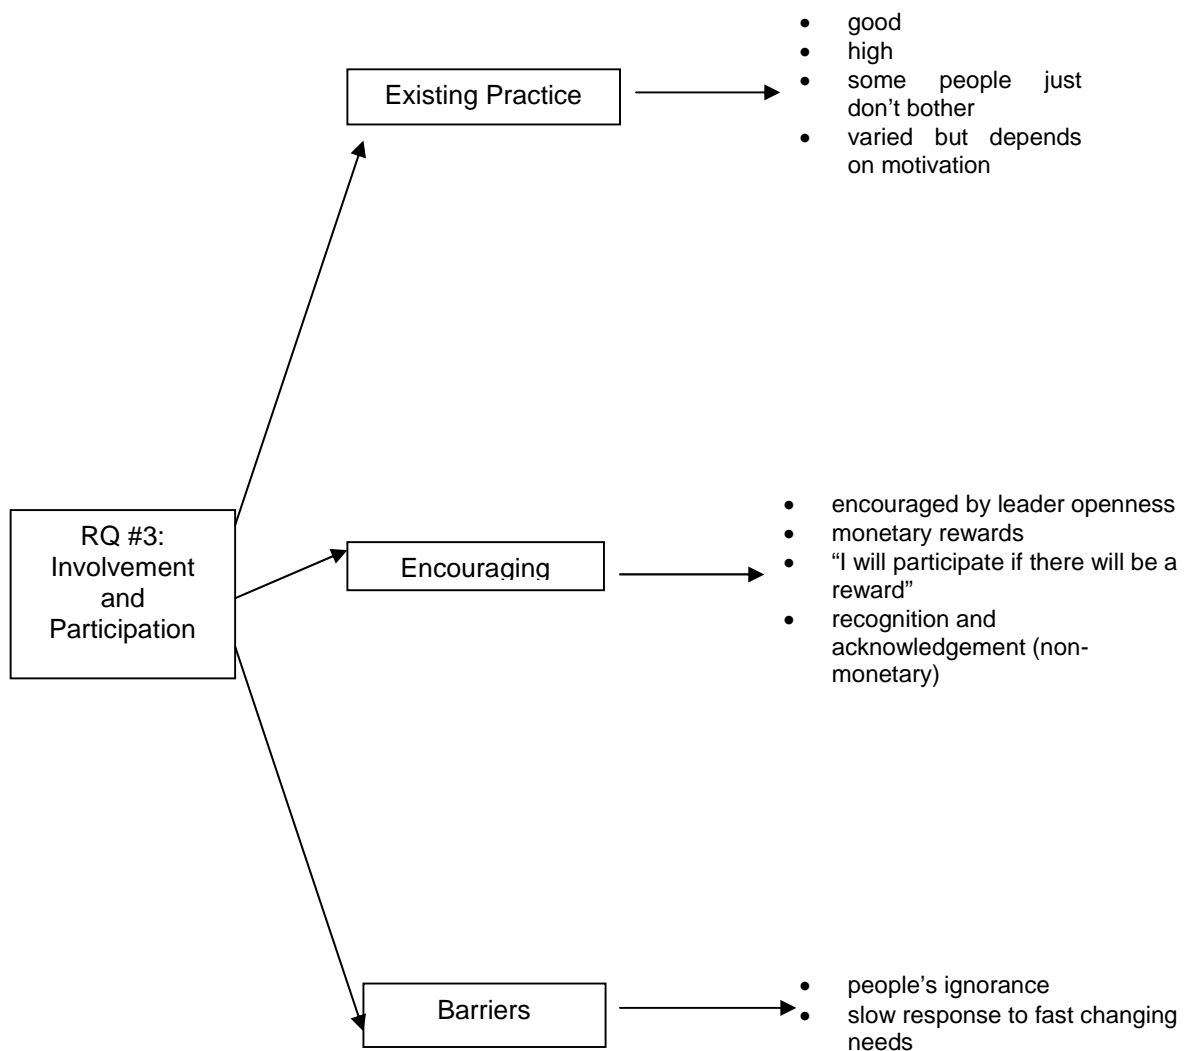 good
high
some people just
don’t bother
varied but depends
on motivation
Existing Practice
RQ #3:
Involvement
and
Participation
Encouraging
encouraged by leader openness
monetary rewards
“I will participate if there will be a
reward”
recognition and
acknowledgement (non-
monetary)
Barriers
people’s ignorance
slow response to fast changing
needs